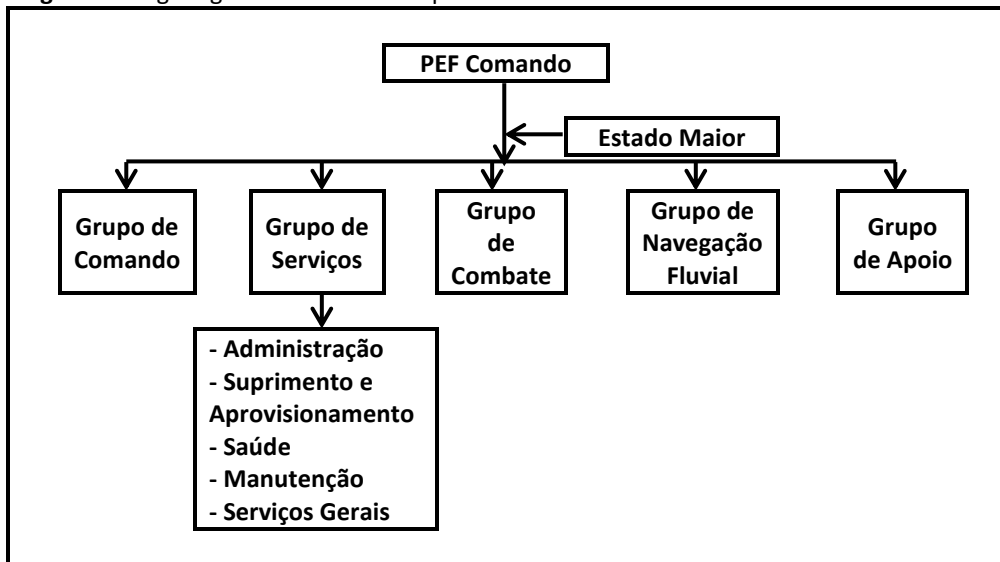 PEF Comando
Estado Maior
Grupo de
Comando
Grupo de
Serviços
Grupo
de
Combate
Grupo de
Navegação
Fluvial
Grupo
de Apoio
- Administração
- Suprimento e
Aprovisionamento
- Saúde
- Manutenção
- Serviços Gerais